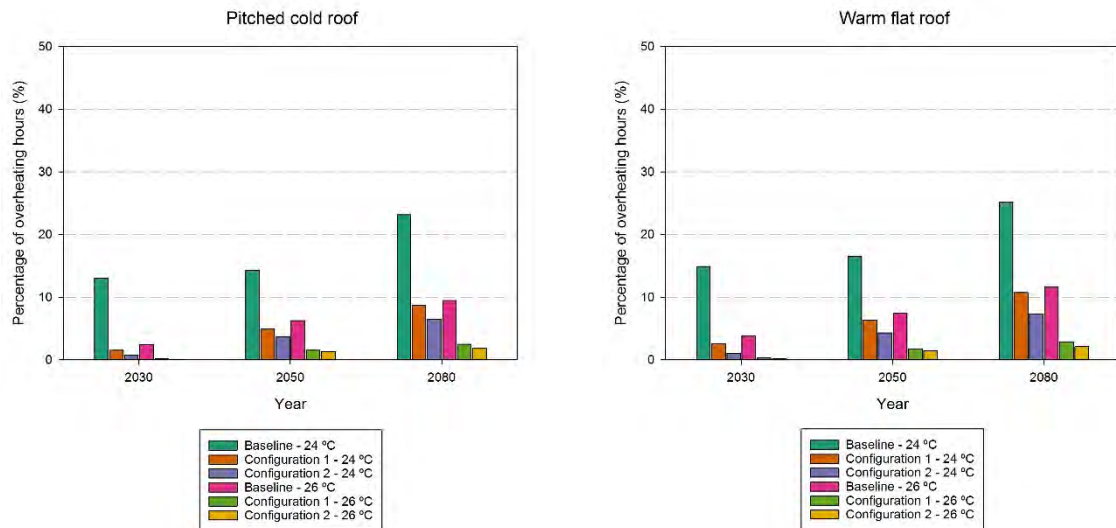 Pitched cold roof
Percentage of overheating hours (%)
50
40
30
20
10
0
2030
2050
2080
Year
Baseline - 24 ºC
Configuration 1 - 24 ºC
Configuration 2 - 24 ºC
Baseline - 26 ºC
Configuration 1 - 26 ºC
Configuration 2 - 26 ºC
Warm flat roof
Percentage of overheating hours (%)
50
40
30
20
10
0
2030
2050
2080
Year
Baseline - 24 ºC
Configuration 1 - 24 ºC
Configuration 2 - 24 ºC
Baseline - 26 ºC
Configuration 1 - 26 ºC
Configuration 2 - 26 ºC